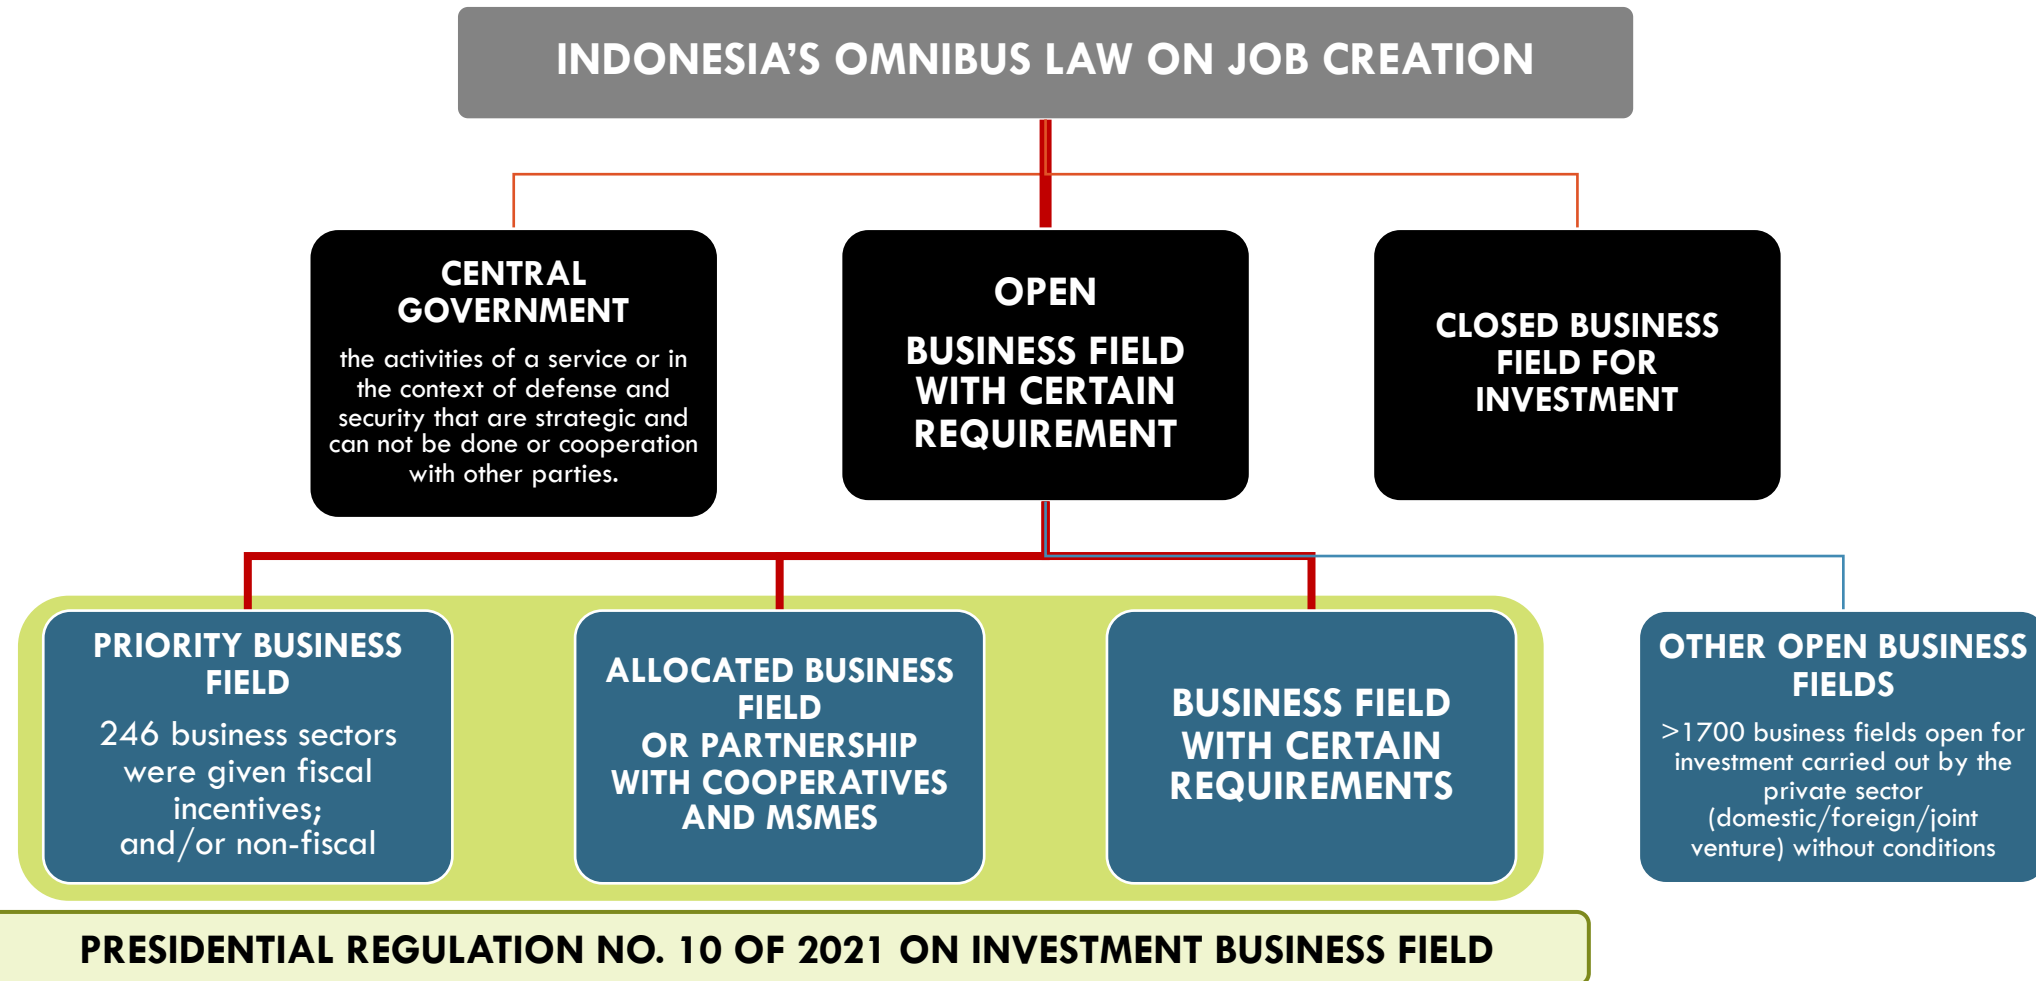 INDONESIA'S OMNIBUS LAW ON JOB CREATION
CENTRAL
GOVERNMENT
the activities of a service or in
the context of defense and
security that are strategic and
can not be done or cooperation
with other parties.
OPEN
BUSINESS FIELD
WITH CERTAIN
REQUIREMENT
CLOSED BUSINESS
FIELD FOR
INVESTMENT
PRIORITY BUSINESS
FIELD
246 business sectors
were given fiscal
incentives;
and/or non-fiscal
ALLOCATED BUSINESS
FIELD
OR PARTNERSHIP
WITH COOPERATIVES
AND MSMES
BUSINESS FIELD
WITH CERTAIN
REQUIREMENTS
OTHER OPEN BUSINESS
FIELDS
>1700 business fields open for
investment carried out by the
private sector
(domestic/foreign/joint
venture) without conditions
PRESIDENTIAL REGULATION NO. 10 OF 2021 ON INVESTMENT BUSINESS FIELD